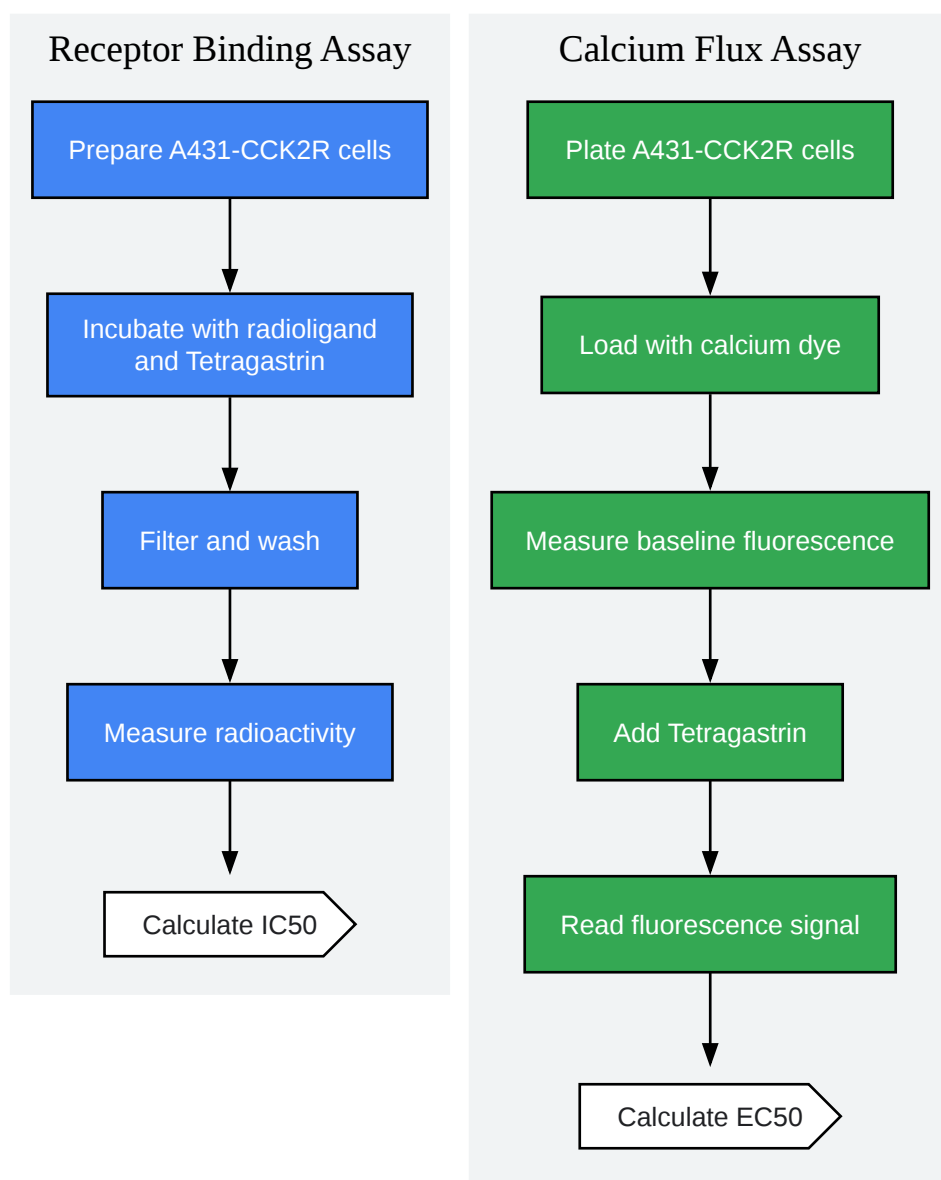 Receptor Binding Assay
Prepare A431-CCK2R cells
Incubate with radioligand
and Tetragastrin
Filter and wash
Measure radioactivity
Calculate IC50
Calcium Flux Assay
Plate A431-CCK2R cells
Load with calcium dye
Measure baseline fluorescence
Add Tetragastrin
Read fluorescence signal
Calculate EC50